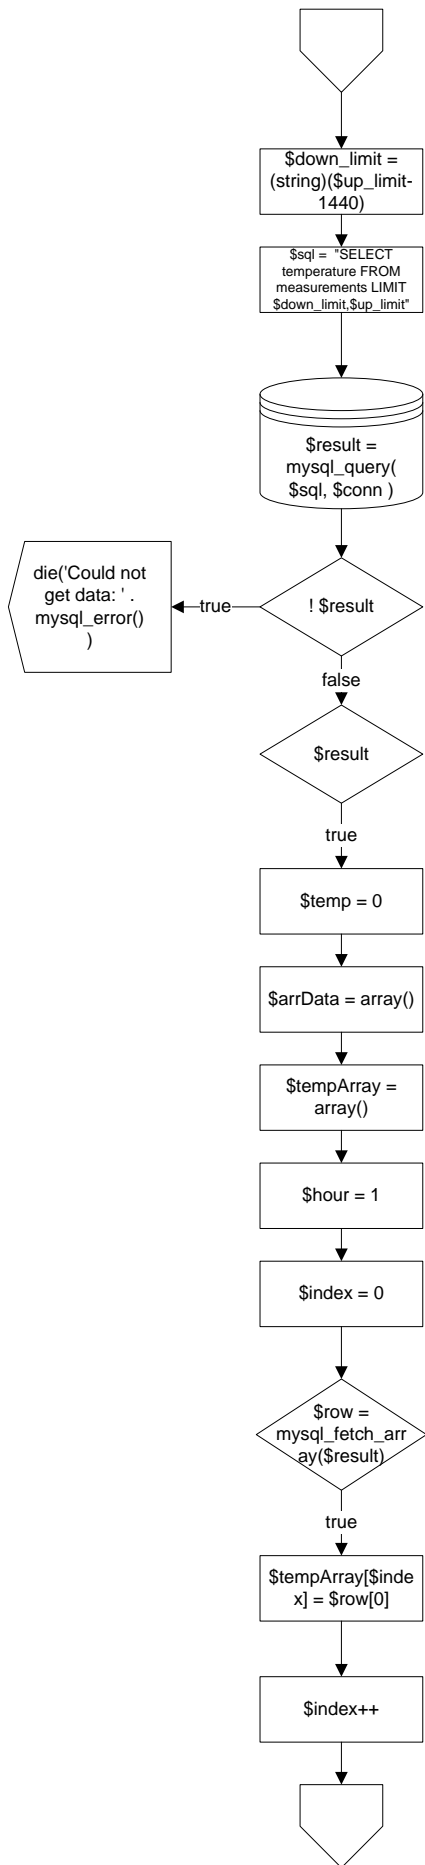 $down_limit =
(string)($up_limit-
1440)
$sql =  "SELECT
temperature FROM
measurements LIMIT
$down_limit,$up_limit"
$result =
mysql_query(
$sql, $conn )
die('Could not
get data: ' .
mysql_error()
)
true
! $result
false
$result
true
$temp = 0
$arrData = array()
$tempArray =
array()
$hour = 1
$index = 0
$row =
mysql_fetch_arr
ay($result)
true
$tempArray[$inde
x] = $row[0]
$index++